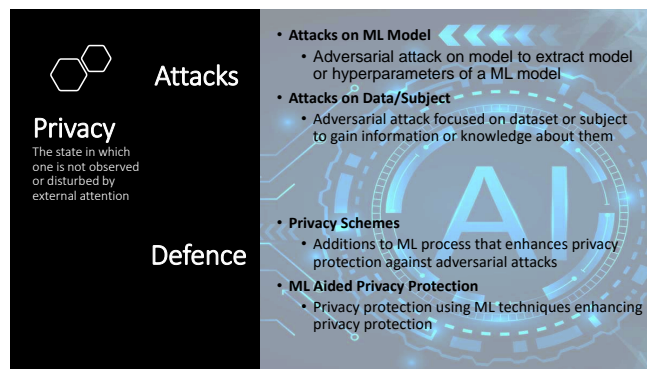 Privacy
The state in which
one is not observed
or disturbed by
external attention
Attacks
• Attacks on ML Model
• Adversarial attack on model to extract model
or hyperparameters of a ML model
• Attacks on Data/Subject
• Adversarial attack focused on dataset or subject
to gain information or knowledge about them
Defence
• Privacy Schemes
• Additions to ML process that enhances privacy
protection against adversarial attacks
• ML Aided Privacy Protection
• Privacy protection using ML techniques enhancing
privacy protection
AI